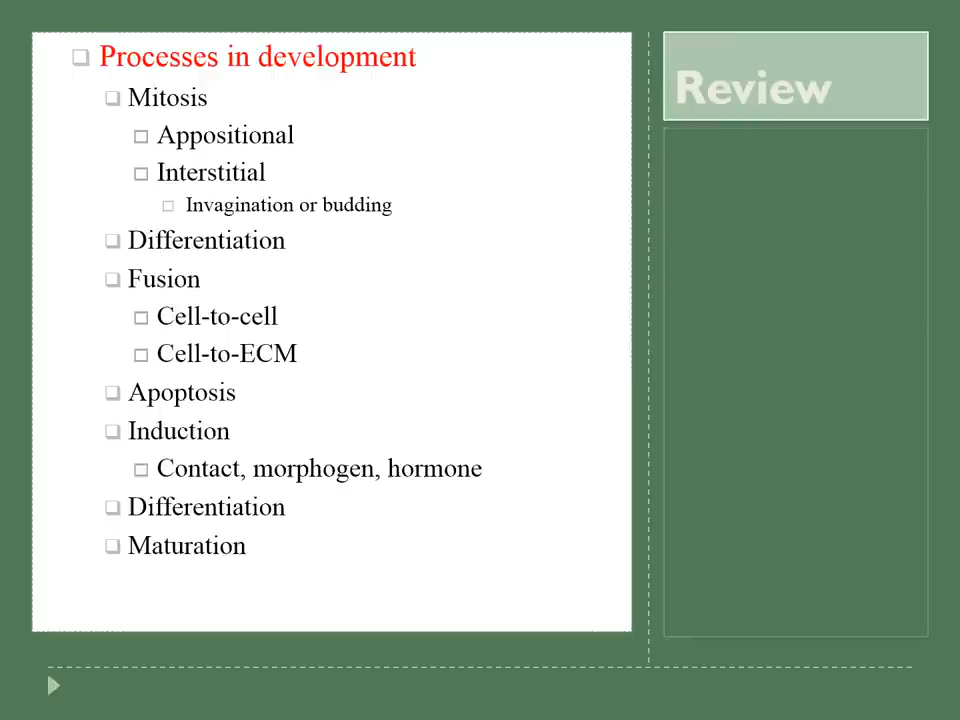 Processes in development
Mitosis
Appositional
Interstitial
Invagination or budding
Differentiation
Fusion
Cell-to-cell
Cell-to-ECM
Apoptosis
Induction
Contact, morphogen, hormone
Differentiation
Maturation
Review